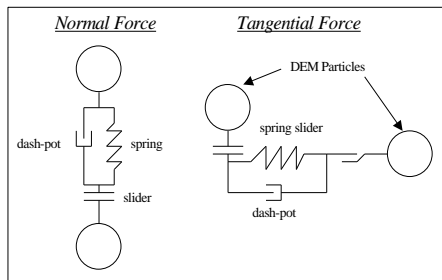 Normal Force
Tangential Force
DEM Particles
dash-pot
spring
slider
spring slider
dash-pot